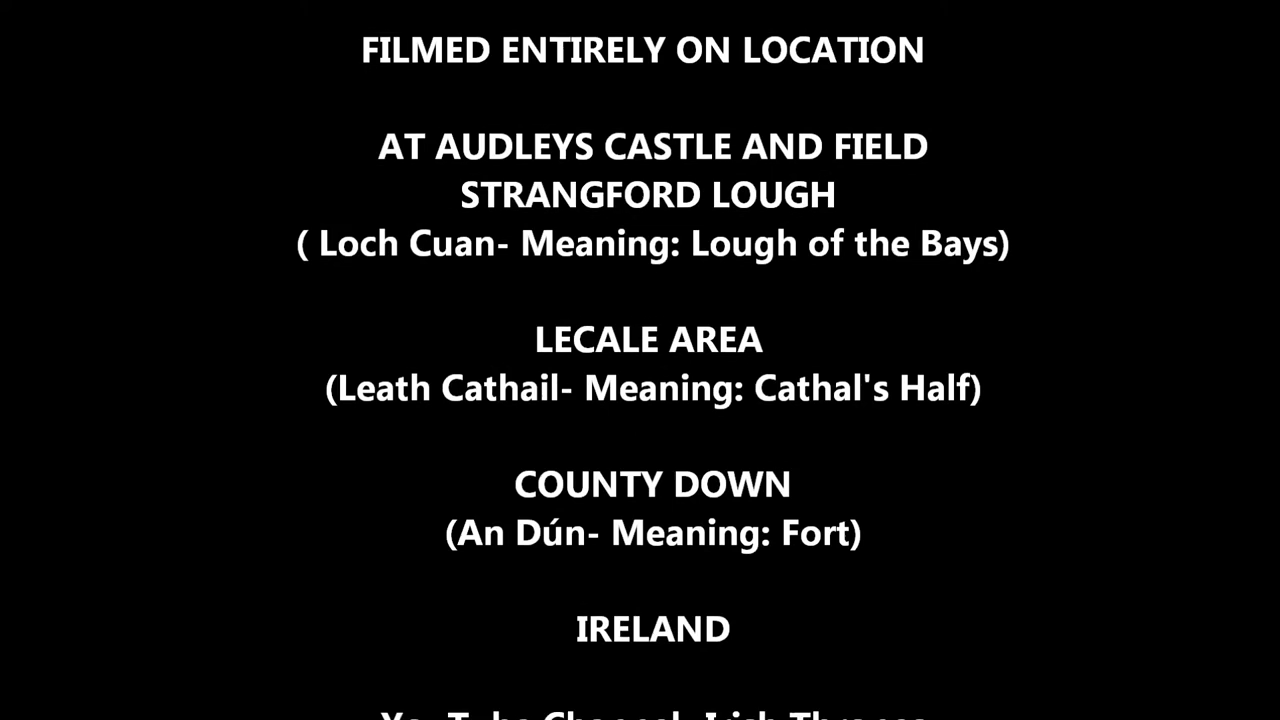 FILMED ENTIRELY ON LOCATION
AT AUDLEYS CASTLE AND FIELD
STRANGFORD LOUGH
( Loch Cuan- Meaning: Lough of the Bays)
LECALE AREA
(Leath Cathail- Meaning: Cathal's Half)
COUNTY DOWN
(An Dún- Meaning: Fort)
IRELAND